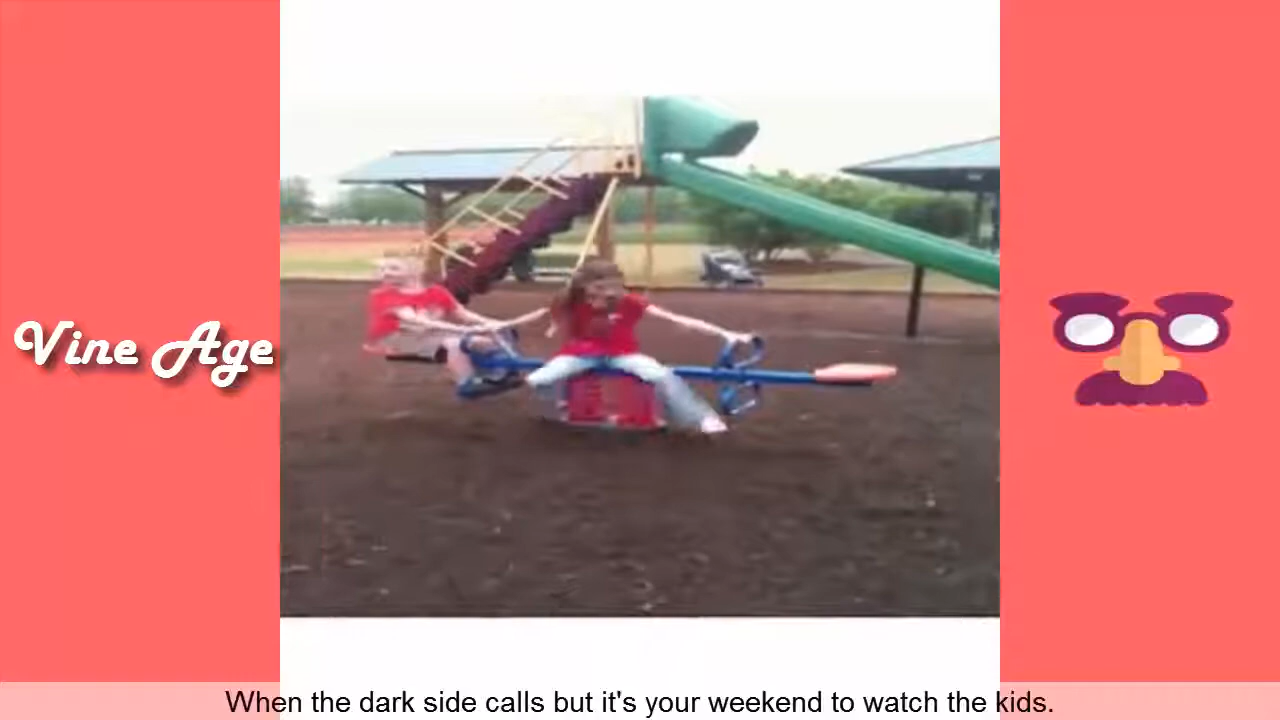 Vine Age
When the dark side calls but it's your weekend to watch the kids.